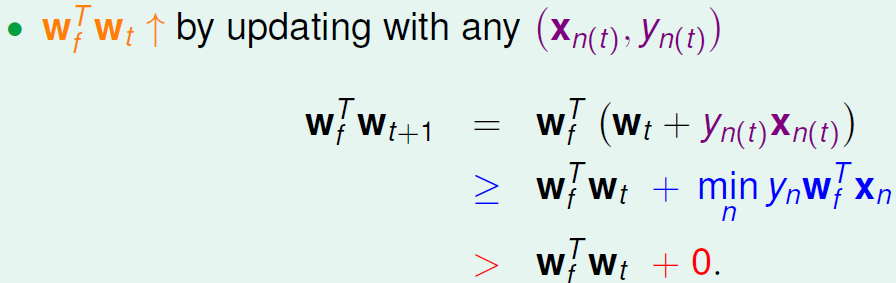 • w_f^T w_t ↑ by updating with any (x_{n(t)}, y_{n(t)})
w_f^T w_{t+1} = w_f^T (w_t + y_{n(t)} x_{n(t)})
≥ w_f^T w_t + min_n y_n w_f^T x_n
> w_f^T w_t + 0.